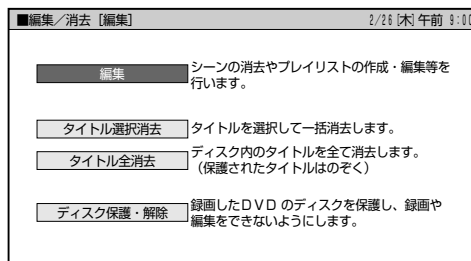 ■編集／消去［編集］ 2/26[木]午前 9:00
編集
シーンの消去やプレイリストの作成・編集等を
行います。
タイトル選択消去
タイトルを選択して一括消去します。
タイトル全消去
ディスク内のタイトルを全て消去します。
（保護されたタイトルはのぞく）
ディスク保護・解除
録画したＤＶＤ のディスクを保護し、録画や
編集をできないようにします。